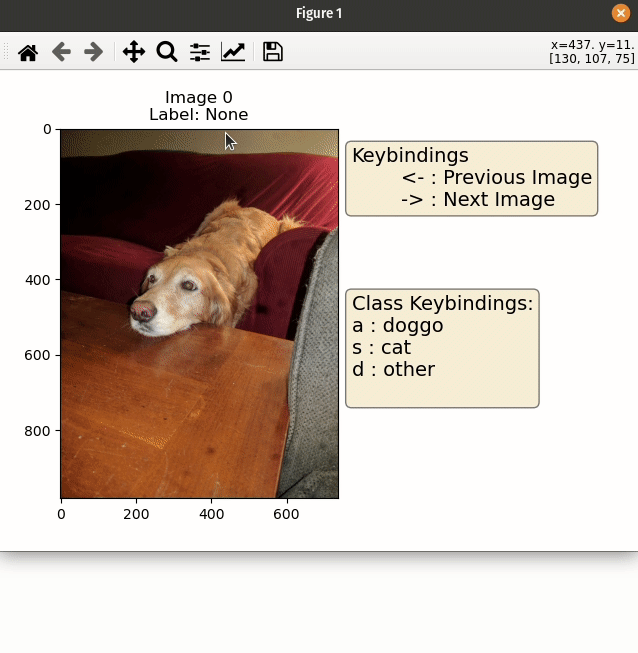 Figure 1
x=437. y=11.
[130, 107, 75]
Image 0
Label: None
0
200
400
600
800
0
200
400
600
Keybindings
<- : Previous Image
-> : Next Image
Class Keybindings:
a : doggo
s : cat
d : other